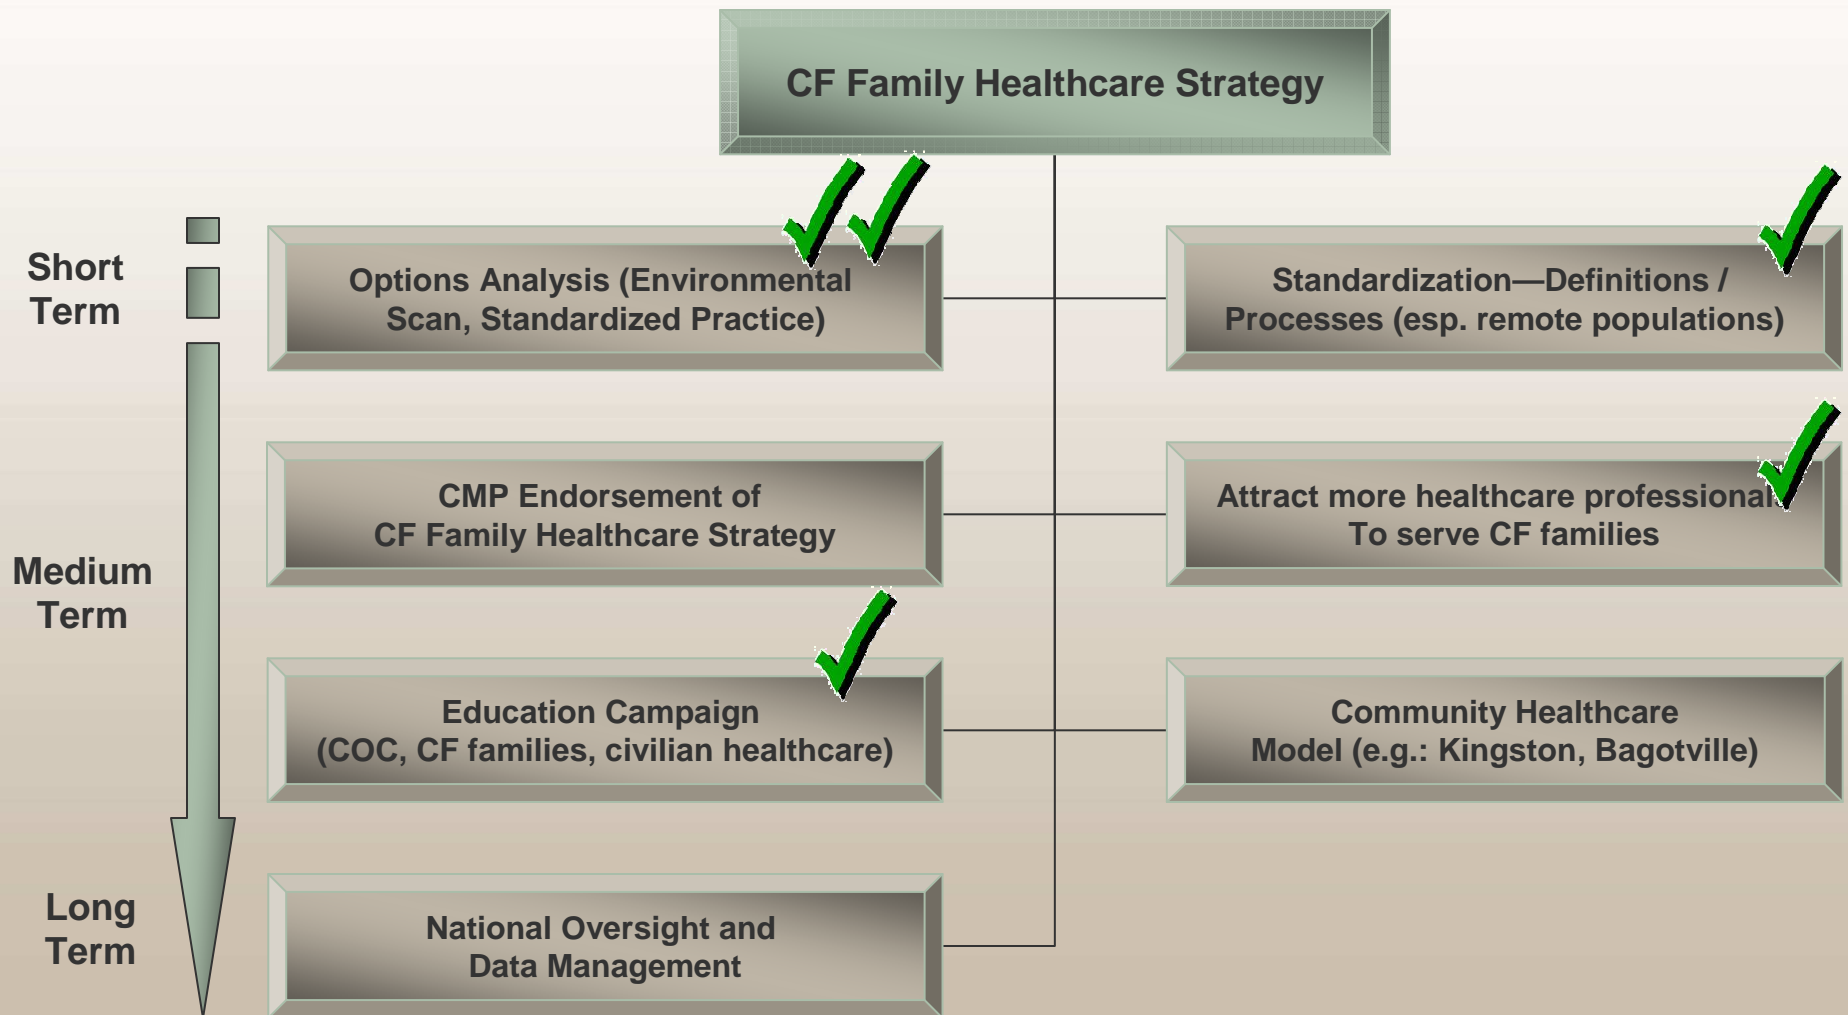 CF Family Healthcare Strategy
Short
Term
Options Analysis (Environmental
Scan, Standardized Practice)
Standardization—Definitions /
Processes (esp. remote populations)
Medium
Term
CMP Endorsement of
CF Family Healthcare Strategy
Attract more healthcare professionals
To serve CF families
Education Campaign
(COC, CF families, civilian healthcare)
Community Healthcare
Model (e.g.: Kingston, Bagotville)
Long
Term
National Oversight and
Data Management